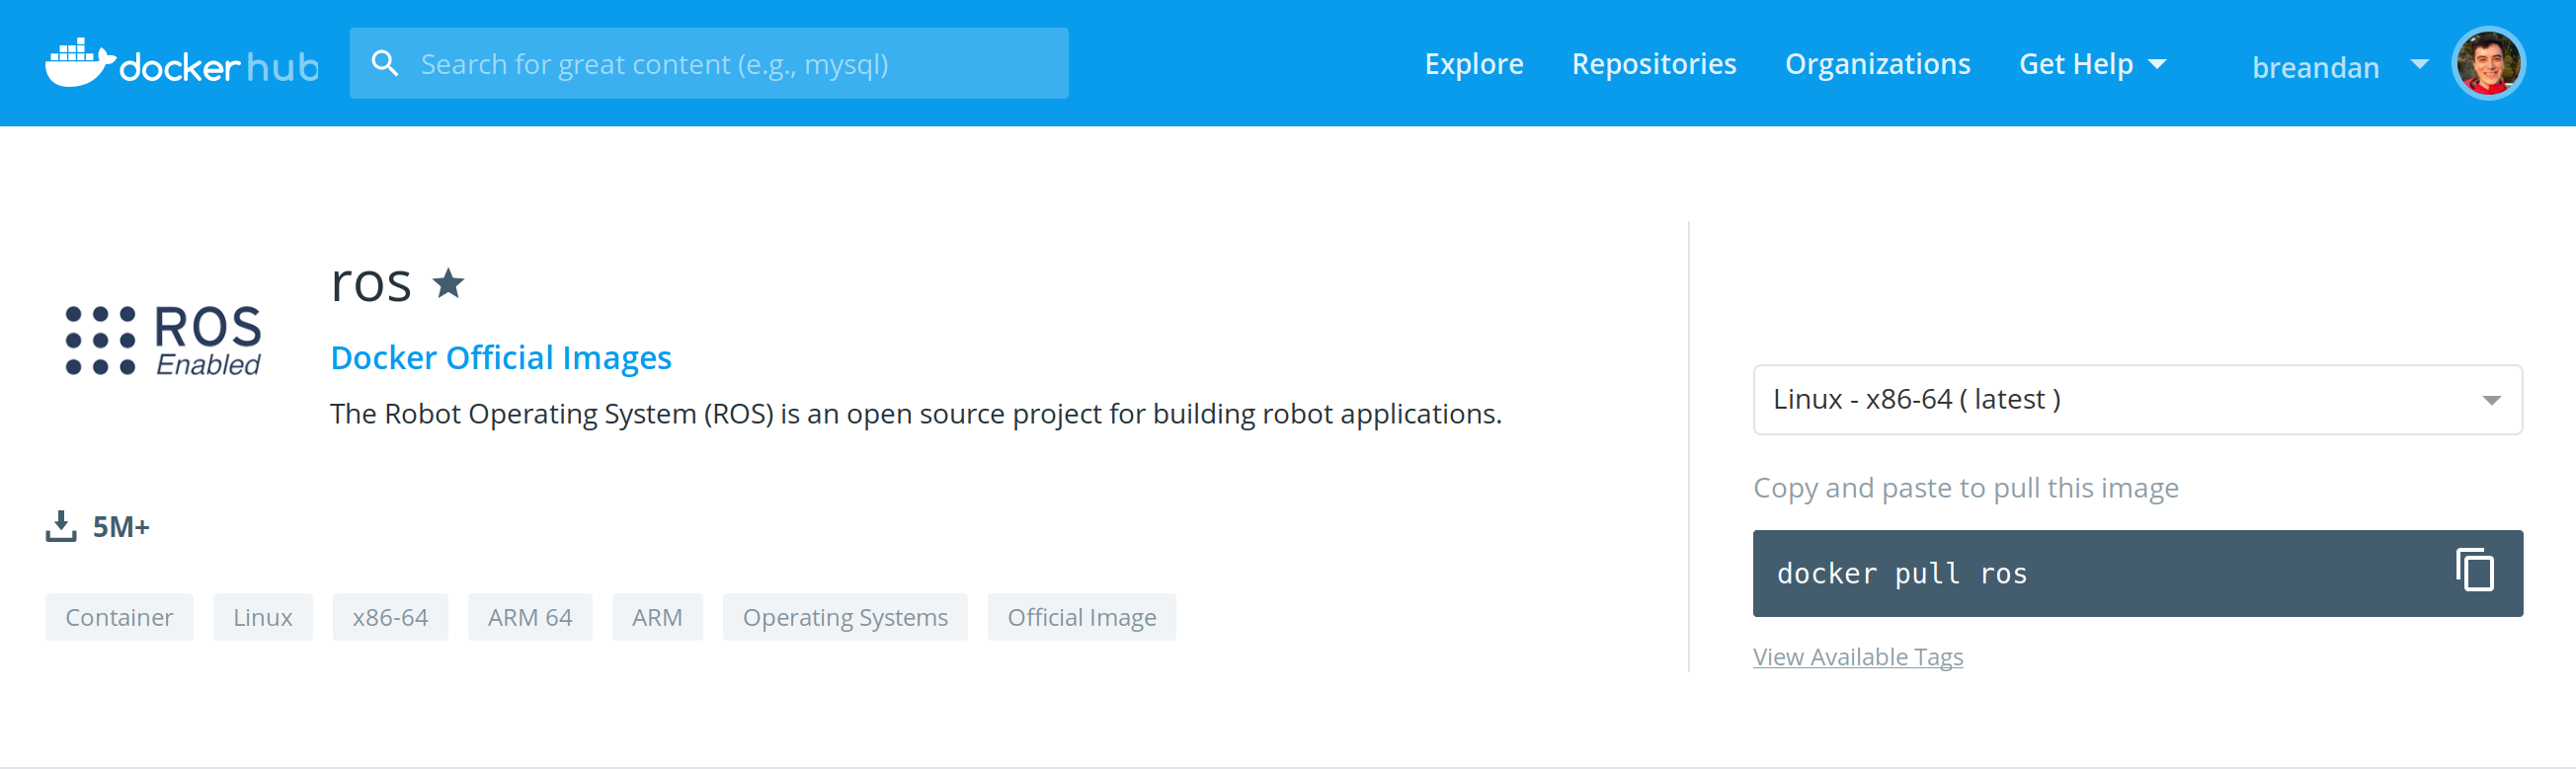 dockerhub
Search for great content (e.g., mysql)
Explore
Repositories
Organizations
Get Help
breandan
ROS
Enabled
ros
Docker Official Images
The Robot Operating System (ROS) is an open source project for building robot applications.
5M+
Container
Linux
x86-64
ARM 64
ARM
Operating Systems
Official Image
Linux - x86-64 ( latest )
Copy and paste to pull this image
docker pull ros
View Available Tags